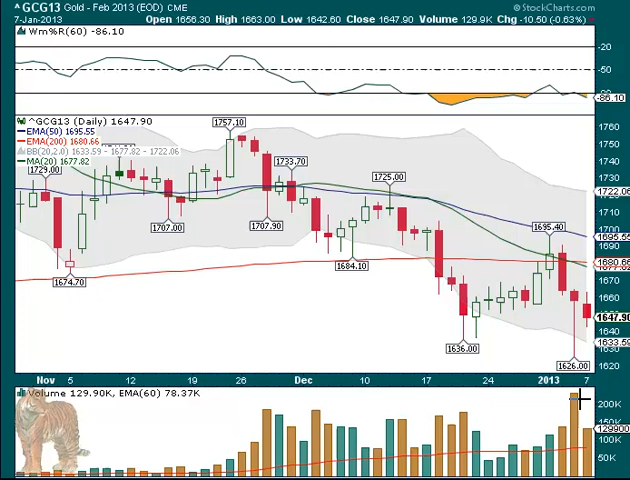 ^ GCG13 Gold - Feb 2013 (EOD) CME © StockCharts.com
7-Jan-2013 Open 1656.30 High 1663.00 Low 1642.60 Close 1647.90 Volume 129.9K Chg -10.50 (-0.63%)
Wm%R(60) -86.10
-20
-50
-80
-86.10
^GCG13 (Daily) 1647.90
EMA(50) 1695.55
EMA(200) 1680.66
BB(20,2.0) 1633.59 - 1677.82 - 1722.06
MA(20) 1677.82
1729.00
1757.10
1733.70
1725.00
1707.00
1707.90
1684.10
1674.70
1695.40
1636.00
1626.00
1760
1750
1740
1730
1722.06
1710
1700
1695.55
1680.66
1670
1660
1647.90
1640
1633.59
1620
Nov 5 12 19 26 Dec 10 17 24 2013 7
Volume 129.90K, EMA(60) 78.37K
200K
150K
129900
100K
50K